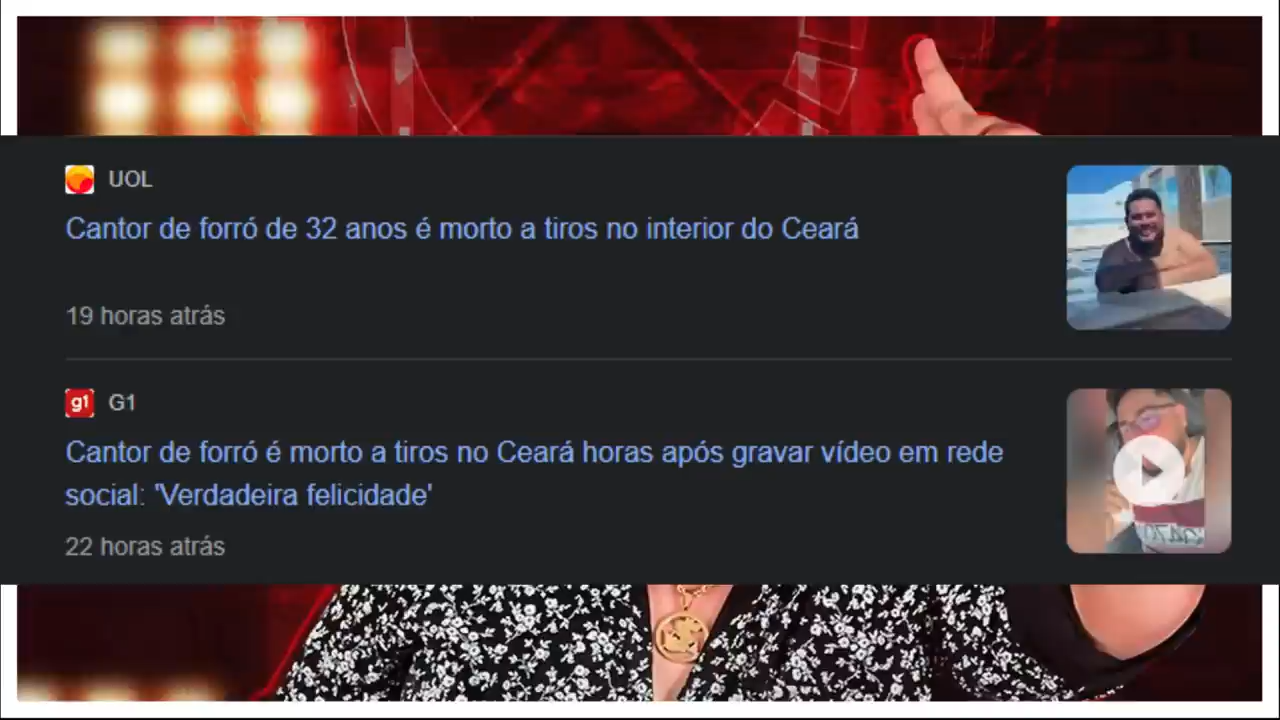 UOL
Cantor de forró de 32 anos é morto a tiros no interior do Ceará
19 horas atrás
g1 G1
Cantor de forró é morto a tiros no Ceará horas após gravar vídeo em rede
social: 'Verdadeira felicidade'
22 horas atrás